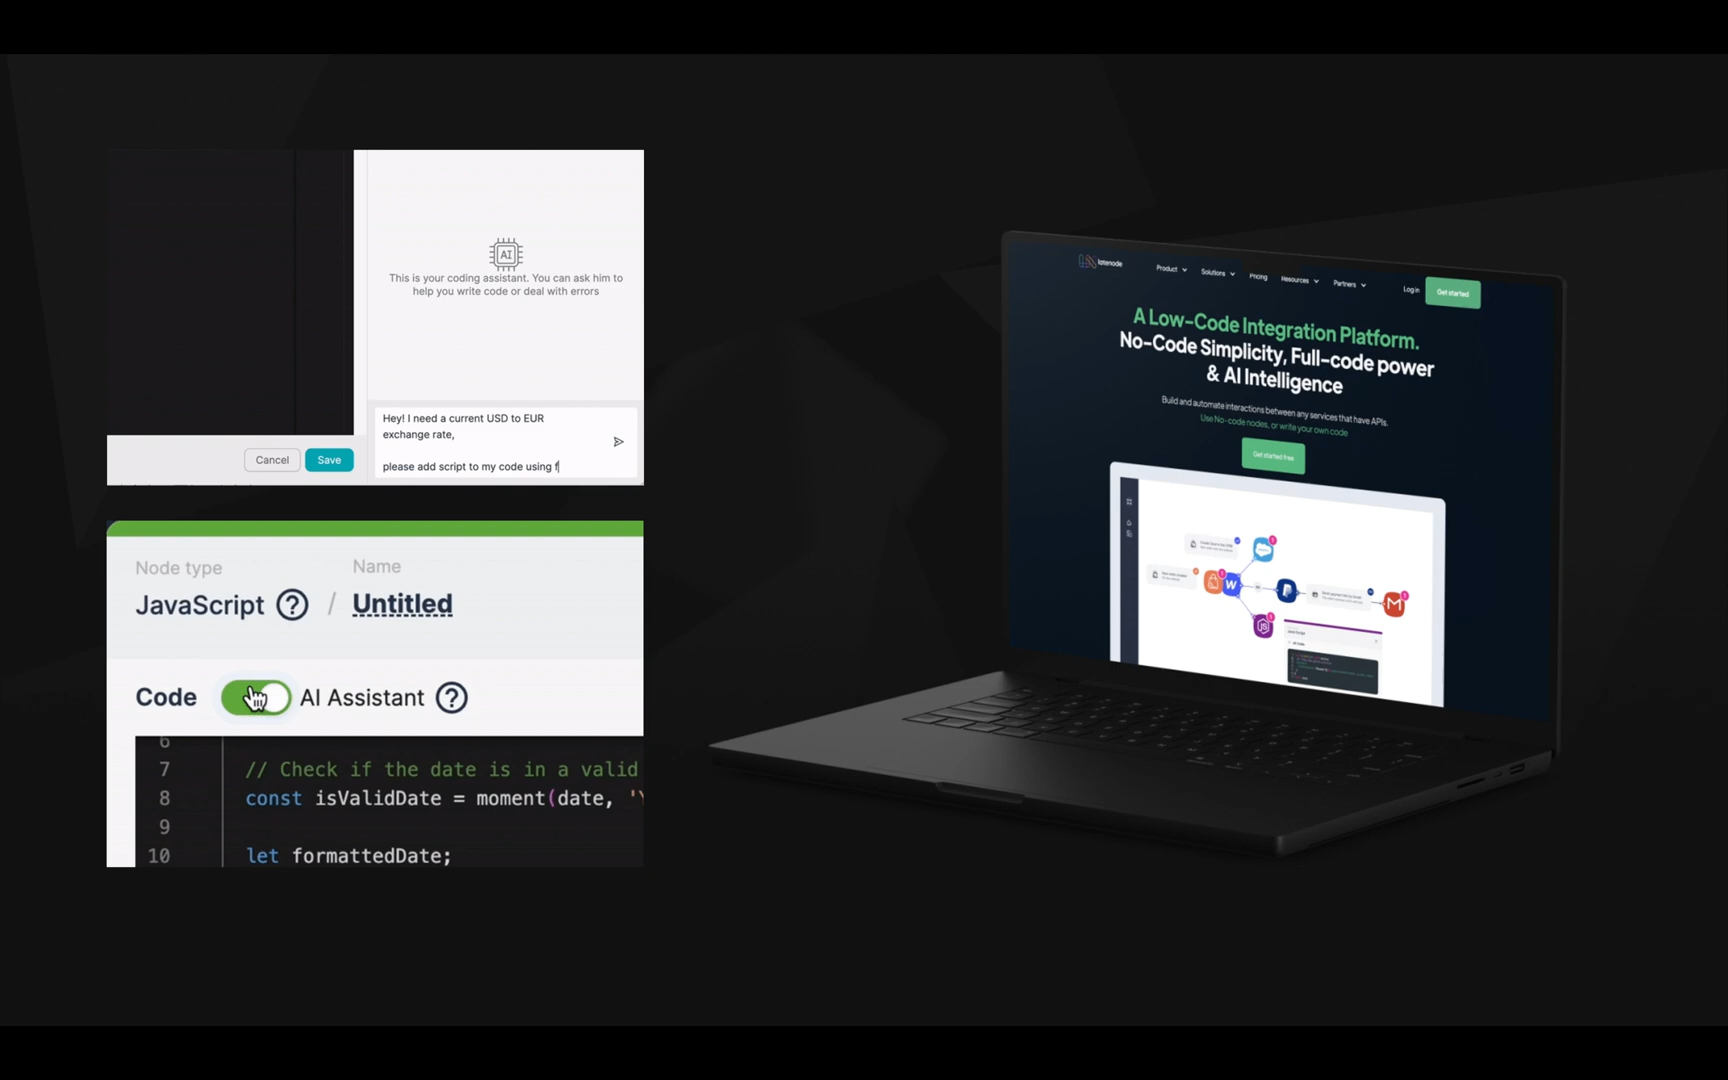 AI
This is your coding assistant. You can ask him to
help you write code or deal with errors
Hey! I need a current USD to EUR
exchange rate,
please add script to my code using f
Cancel
Save
Node type
Name
JavaScript ? / Untitled
Code
AI Assistant ?
6
7 // Check if the date is in a valid
8 const isValidDate = moment(date, 'Y
9
10 let formattedDate;
latenode
Product
Solutions
Pricing
Resources
Partners
Log in
Get started
A Low-Code Integration Platform.
No-Code Simplicity, Full-code power
& AI Intelligence
Build and automate interactions between any services that have APIs.
Use No-code nodes, or write your own code
Get started free
W
JS